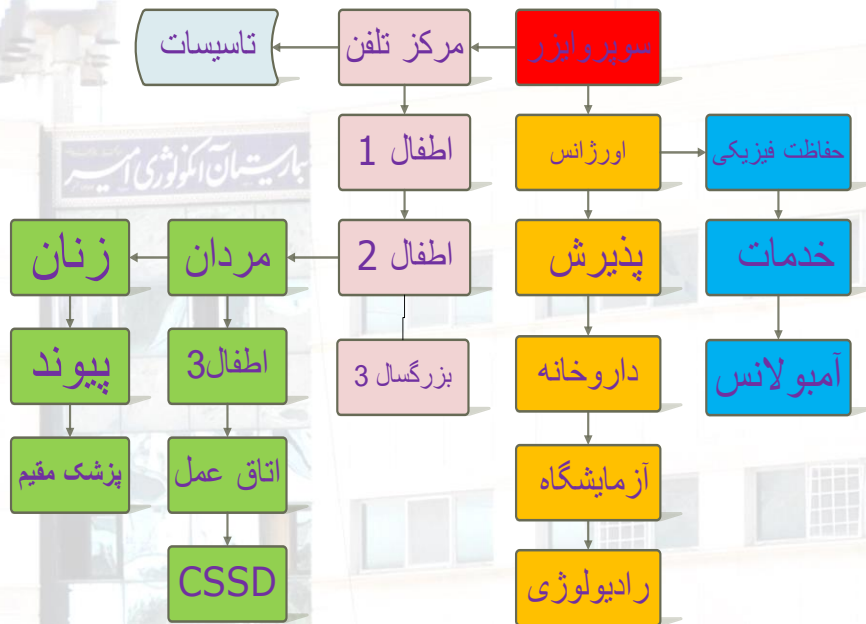 سوپروایزر
مرکز تلفن
تاسیسات
حفاظت فیزیکی
اورژانس
اطفال 1
بیمارستان آنکولوژی امیر
خدمات
پذیرش
اطفال 2
مردان
زنان
آمبولانس
داروخانه
بزرگسال 3
اطفال3
پیوند
آزمایشگاه
اتاق عمل
پزشک مقیم
رادیولوژی
CSSD